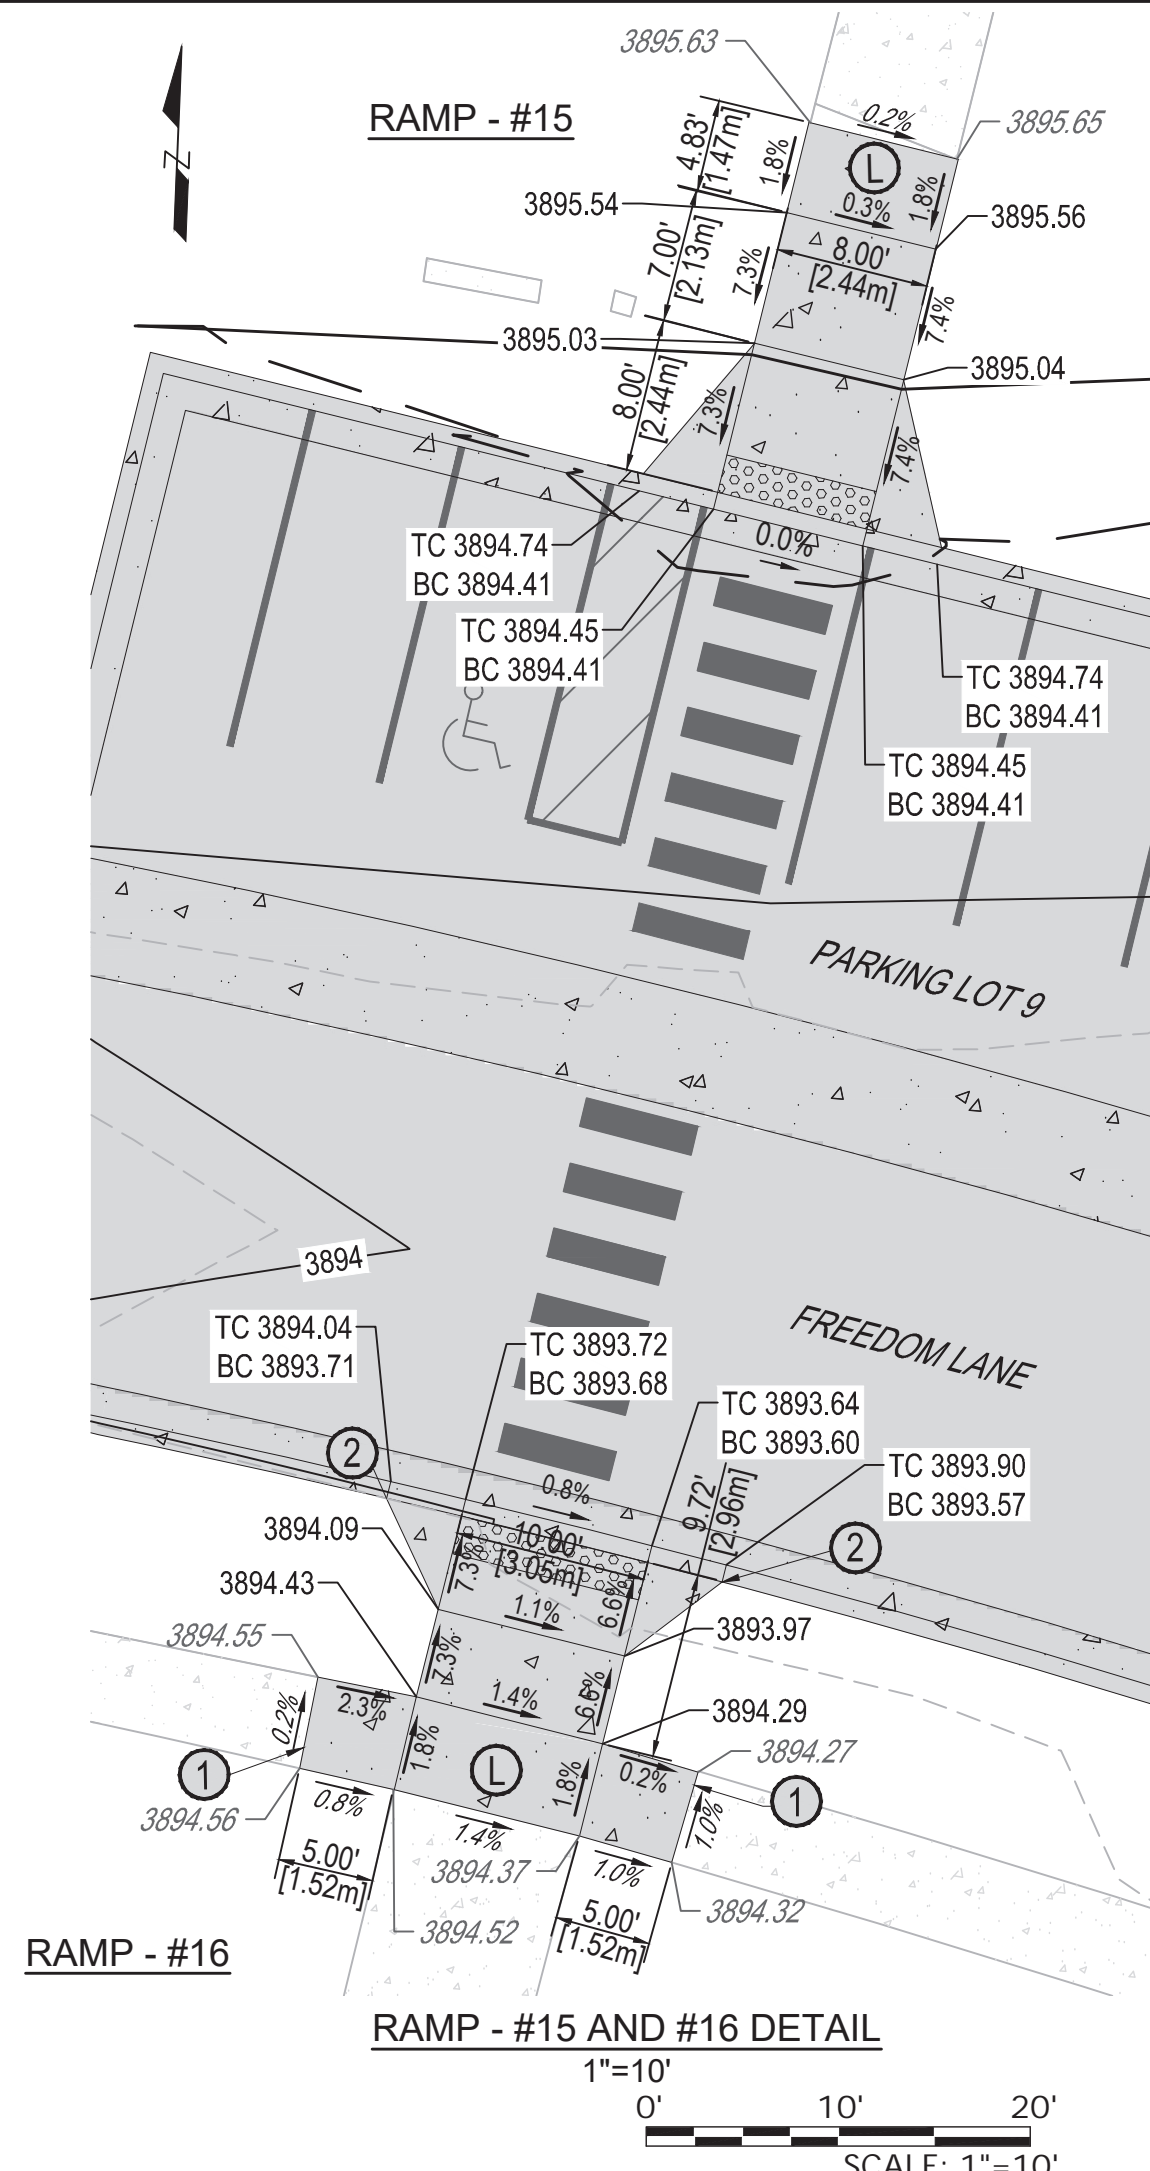 3895.63
0.2%
3895.65
RAMP - #15
4.83'
[1.47m]
1.8%
L
1.8%
3895.54
0.3%
3895.56
7.00'
[2.13m]
7.3%
8.00'
[2.44m]
7.4%
3895.03
3895.04
8.00'
[2.44m]
7.3%
7.4%
0.0%
TC 3894.74
BC 3894.41
TC 3894.45
BC 3894.41
TC 3894.74
BC 3894.41
TC 3894.45
BC 3894.41
PARKING LOT 9
3894
FREEDOM LANE
TC 3894.04
BC 3893.71
TC 3893.72
BC 3893.68
TC 3893.64
BC 3893.60
TC 3893.90
BC 3893.57
2
0.8%
9.72'
[2.96m]
3894.09
10.00'
[3.05m]
2
7.3%
3894.43
1.1%
6.6%
3894.55
7.3%
3893.97
1.4%
6.6%
0.2%
2.3%
3894.29
1.8%
L
1.8%
0.2%
3894.27
1
1
3894.56
0.8%
1.4%
1.0%
5.00'
[1.52m]
3894.37
1.0%
3894.52
5.00'
[1.52m]
3894.32
RAMP - #16
RAMP - #15 AND #16 DETAIL
1"=10'
0' 10' 20'
SCALE: 1"=10'
N